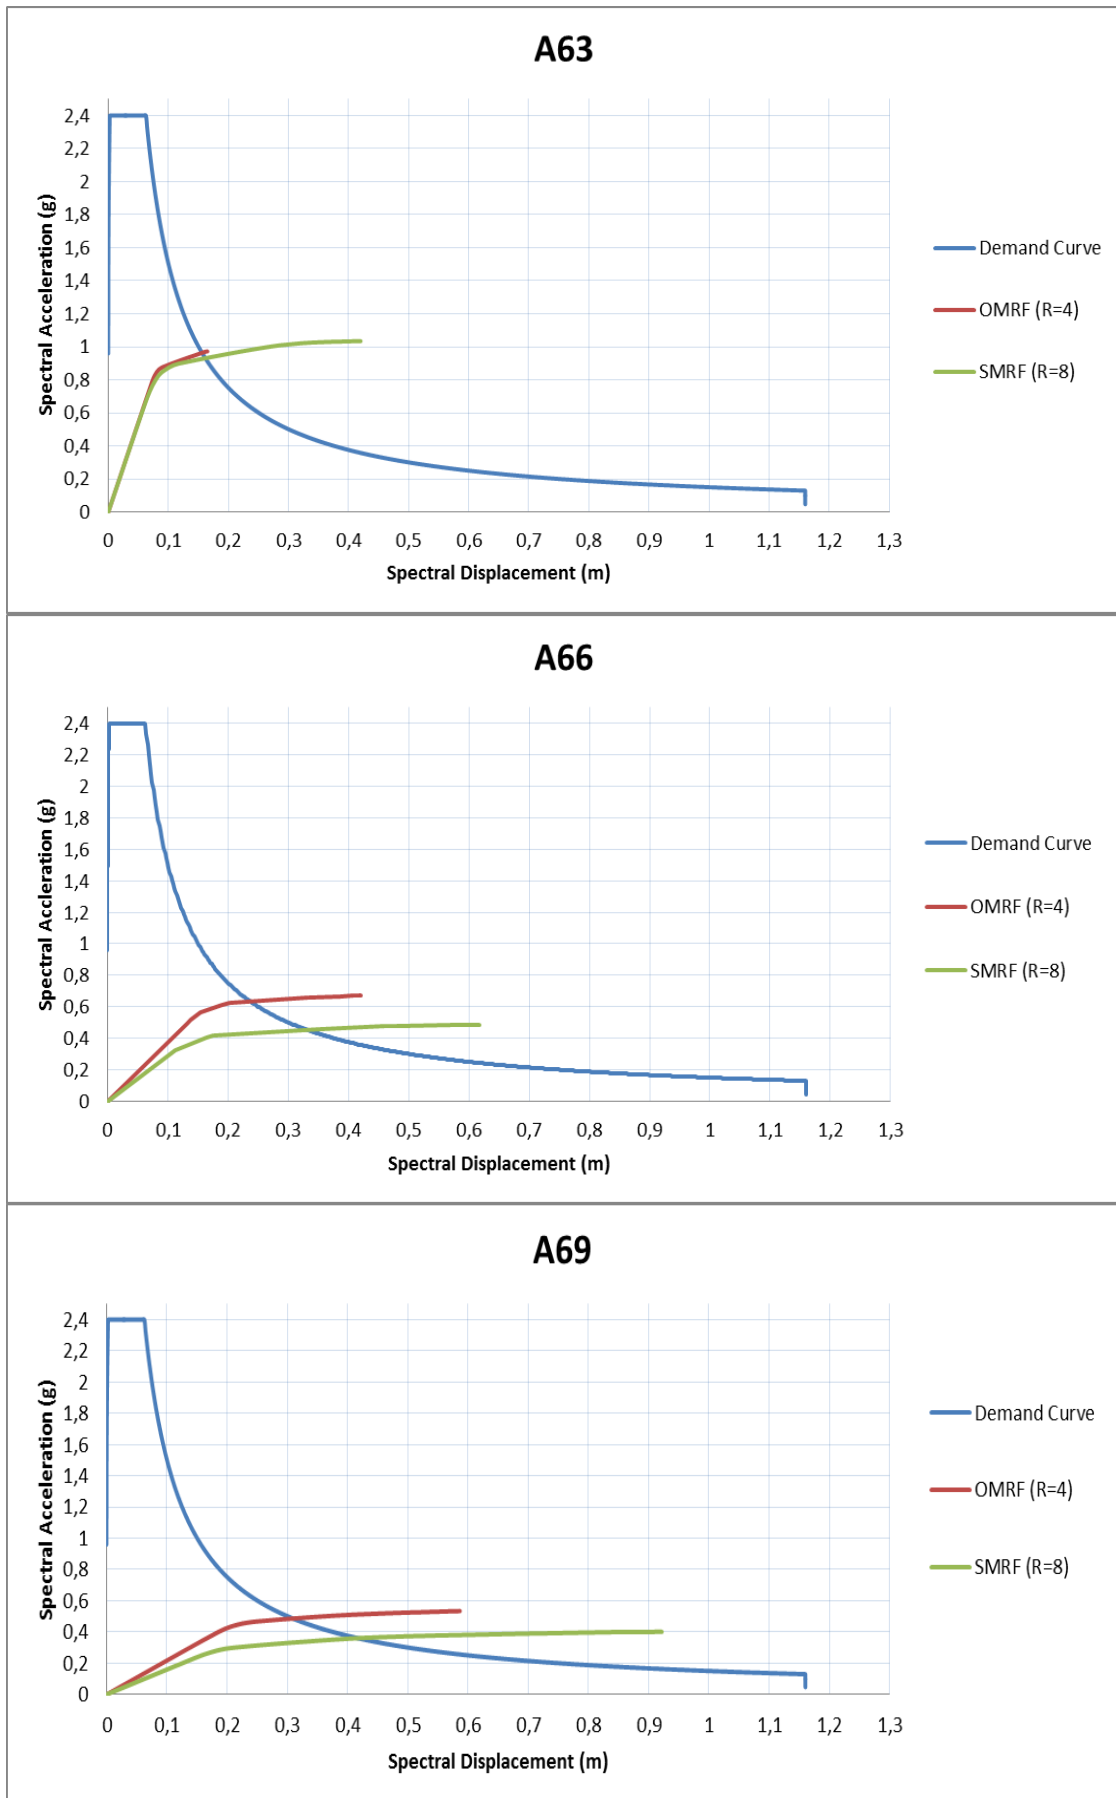 A63
Spectral Acceleration (g)
2,4
2,2
2
1,8
1,6
1,4
1,2
1
0,8
0,6
0,4
0,2
0
0 0,1 0,2 0,3 0,4 0,5 0,6 0,7 0,8 0,9 1 1,1 1,2 1,3
Spectral Displacement (m)
Demand Curve
OMRF (R=4)
SMRF (R=8)
A66
Spectral Accleration (g)
2,4
2,2
2
1,8
1,6
1,4
1,2
1
0,8
0,6
0,4
0,2
0
0 0,1 0,2 0,3 0,4 0,5 0,6 0,7 0,8 0,9 1 1,1 1,2 1,3
Spectral Displacement (m)
Demand Curve
OMRF (R=4)
SMRF (R=8)
A69
Spectral Acceleration (g)
2,4
2,2
2
1,8
1,6
1,4
1,2
1
0,8
0,6
0,4
0,2
0
0 0,1 0,2 0,3 0,4 0,5 0,6 0,7 0,8 0,9 1 1,1 1,2 1,3
Spectral Displacement (m)
Demand Curve
OMRF (R=4)
SMRF (R=8)